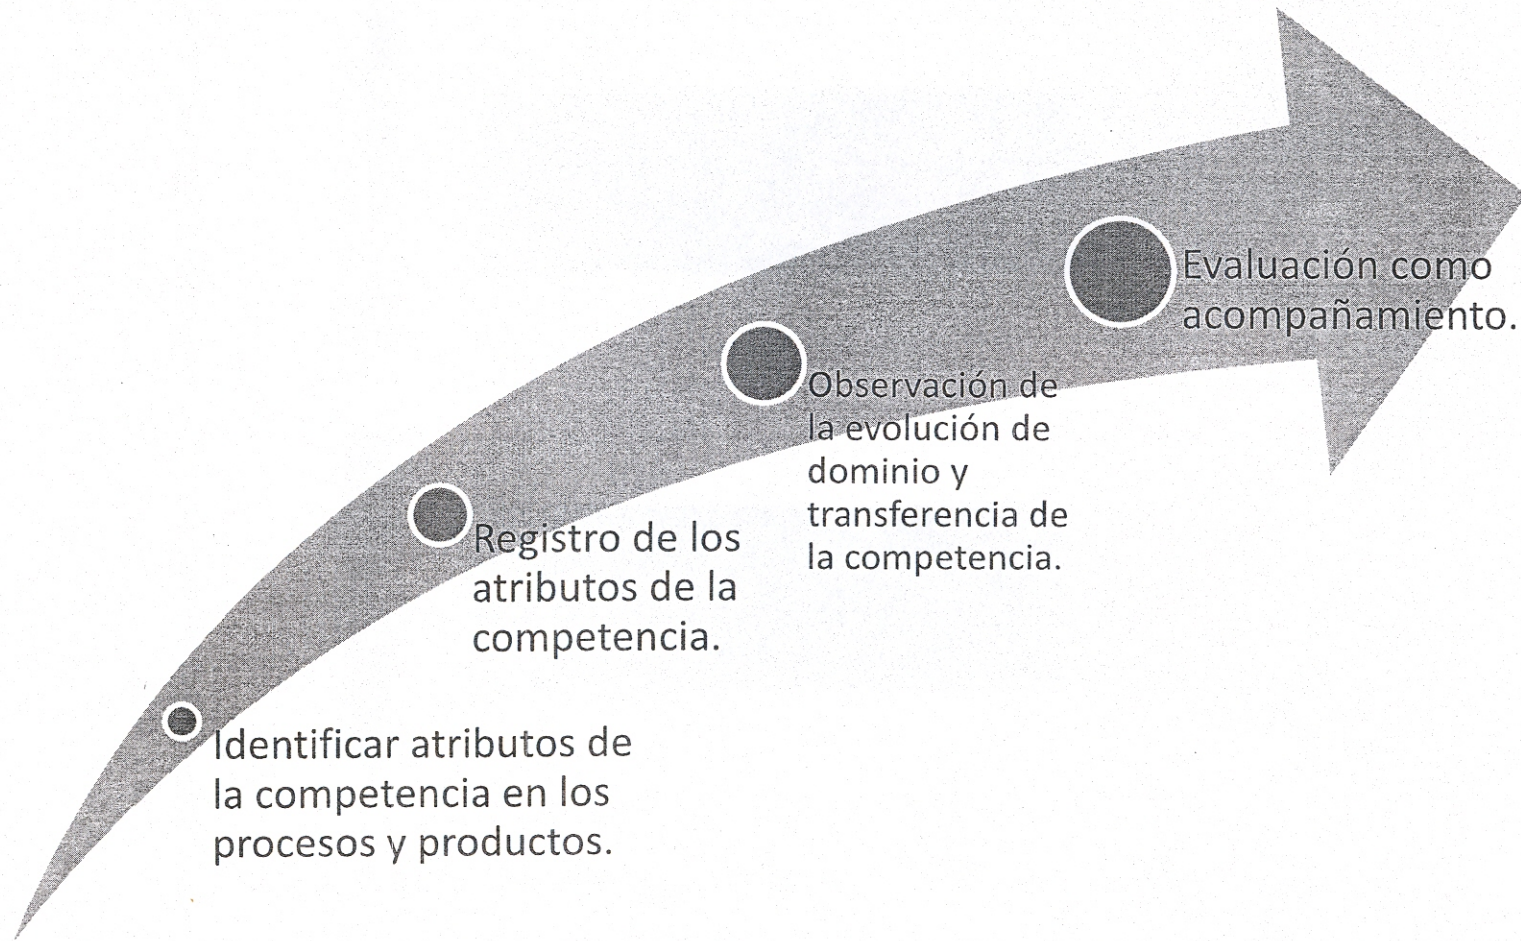 Evaluación como
acompañamiento.
Observación de
la evolución de
dominio y
transferencia de
la competencia.
Registro de los
atributos de la
competencia.
Identificar atributos de
la competencia en los
procesos y productos.